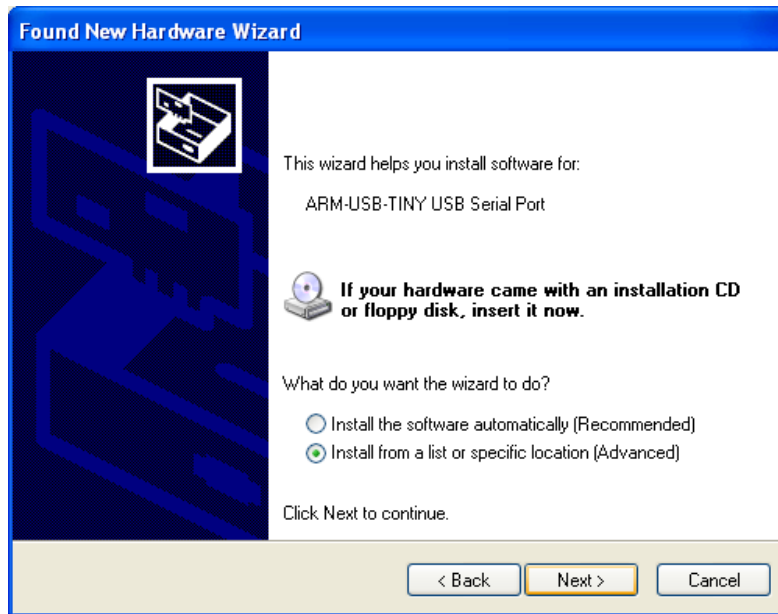 Found New Hardware Wizard
This wizard helps you install software for:
ARM-USB-TINY USB Serial Port
If your hardware came with an installation CD
or floppy disk, insert it now.
What do you want the wizard to do?
Install the software automatically (Recommended)
Install from a list or specific location (Advanced)
Click Next to continue.
< Back
Next >
Cancel